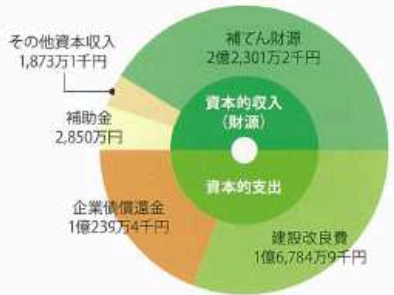 その他資本収入
1,873万1千円
補てん財源
2億2,301万2千円
補助金
2,850万円
資本的収入
(財源)
資本的支出
企業債償還金
1億239万4千円
建設改良費
1億6,784万9千円